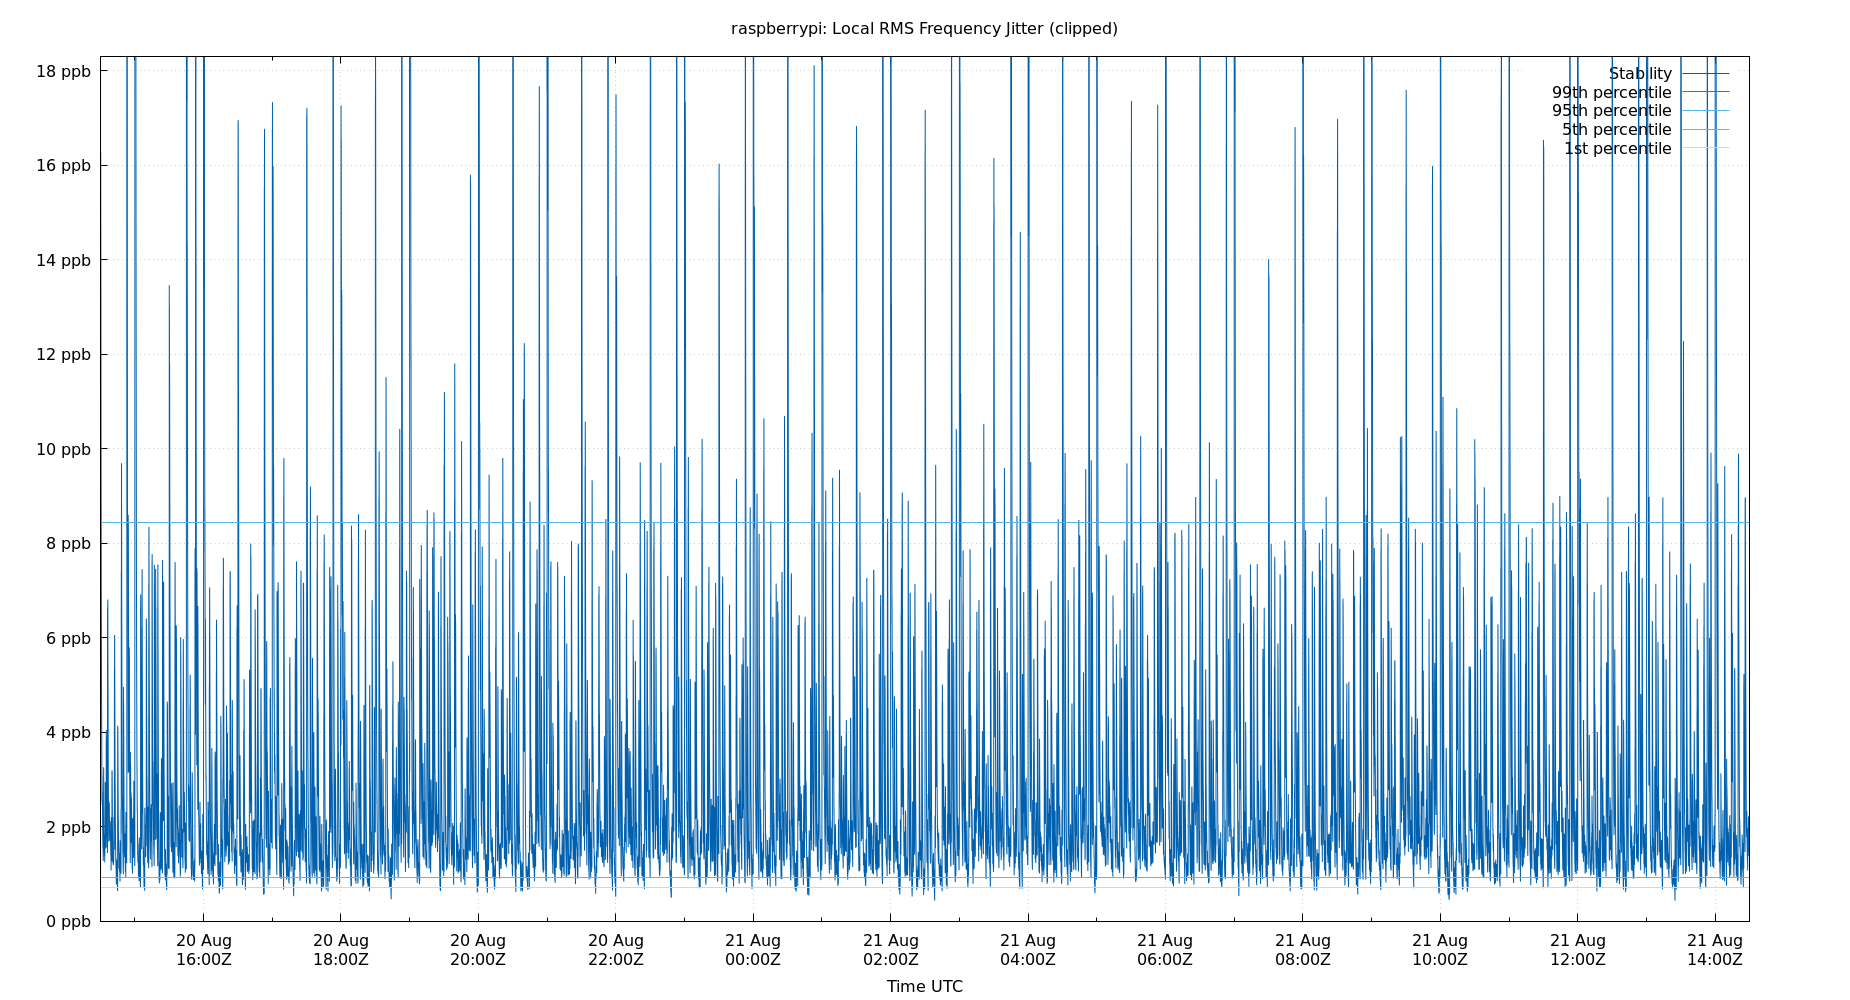 raspberrypi: Local RMS Frequency Jitter (clipped)
18 ppb
16 ppb
14 ppb
12 ppb
10 ppb
8 ppb
6 ppb
4 ppb
2 ppb
0 ppb
Stability
99th percentile
95th percentile
5th percentile
1st percentile
20 Aug 20 Aug 20 Aug 20 Aug 21 Aug 21 Aug 21 Aug 21 Aug 21 Aug 21 Aug 21 Aug 21 Aug
16:00Z 18:00Z 20:00Z 22:00Z 00:00Z 02:00Z 04:00Z 06:00Z 08:00Z 10:00Z 12:00Z 14:00Z
Time UTC